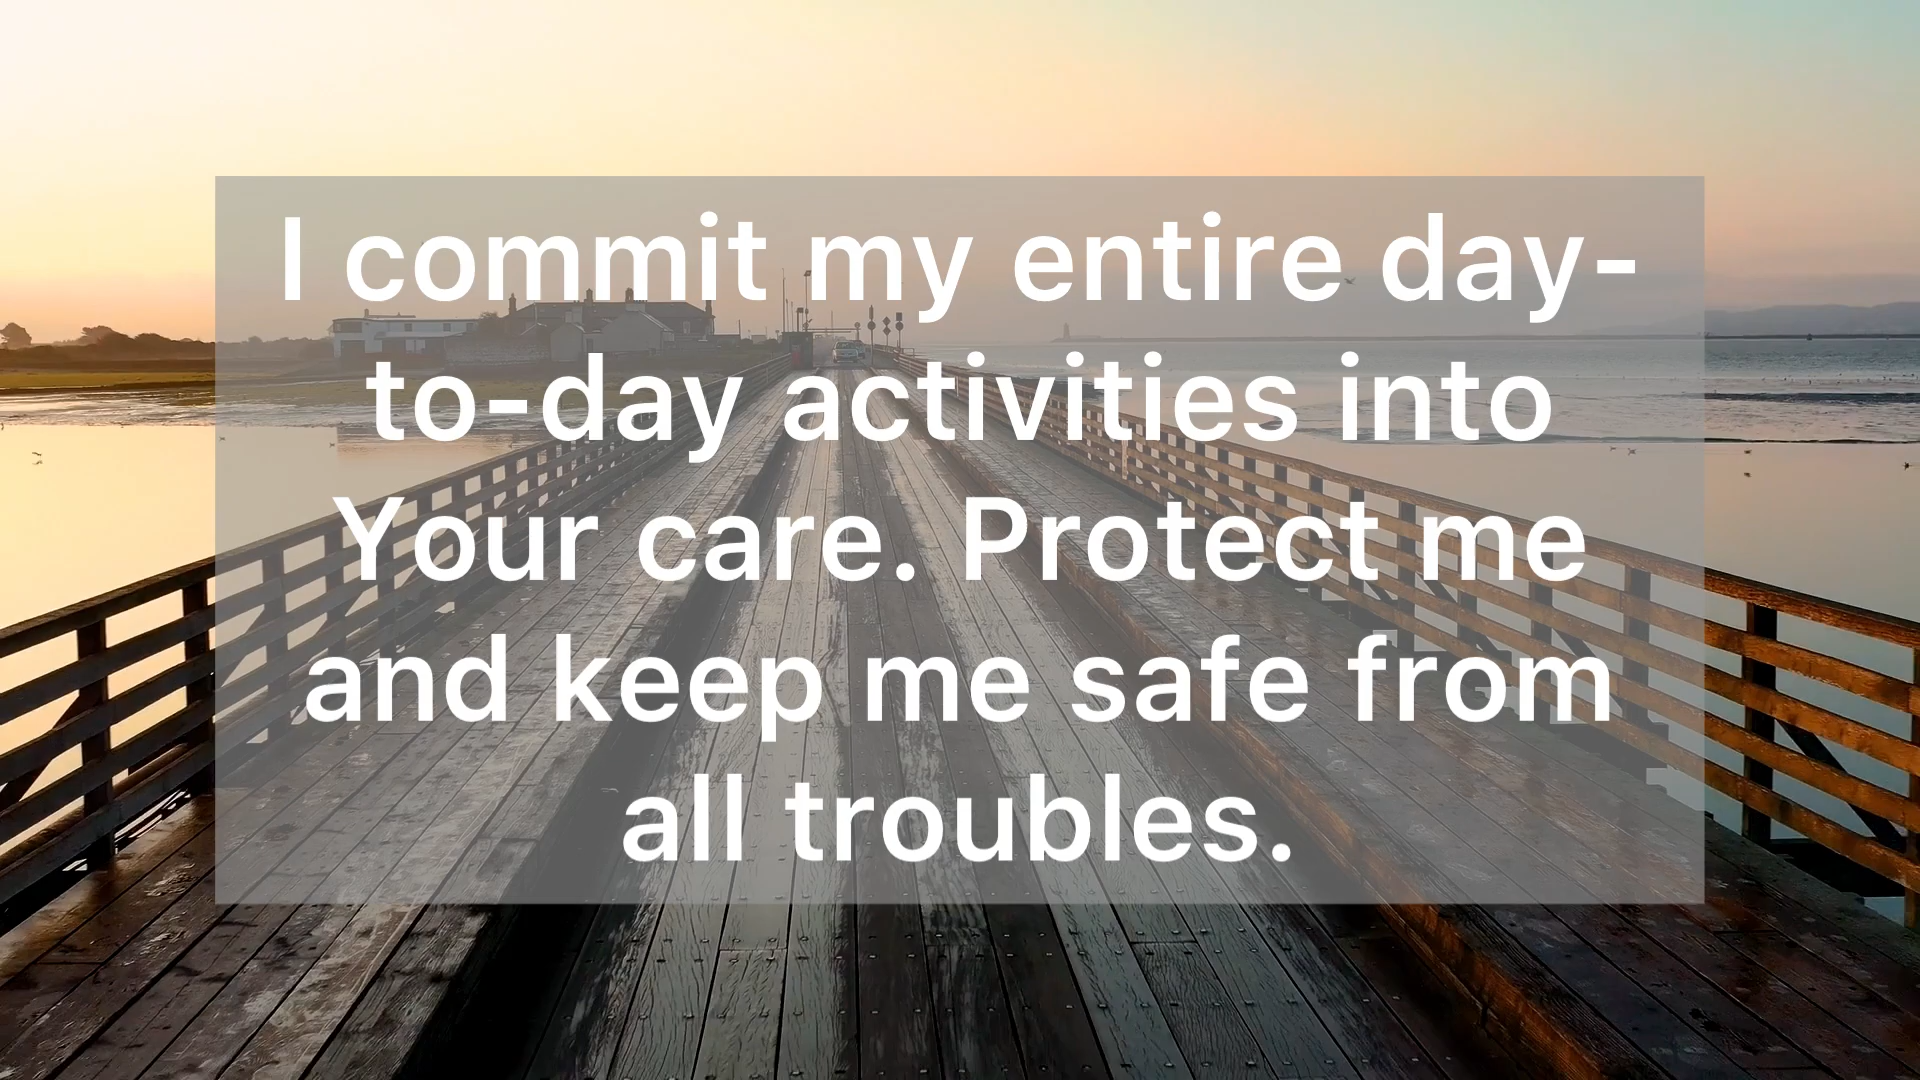 I commit my entire day-
to-day activities into
Your care. Protect me
and keep me safe from
all troubles.